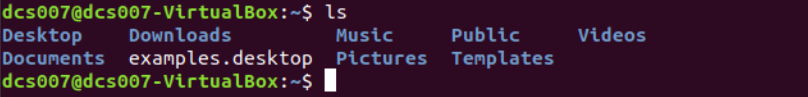 dcs007@dcs007-VirtualBox:~$ ls
Desktop Downloads Music Public Videos
Documents examples.desktop Pictures Templates
dcs007@dcs007-VirtualBox:~$